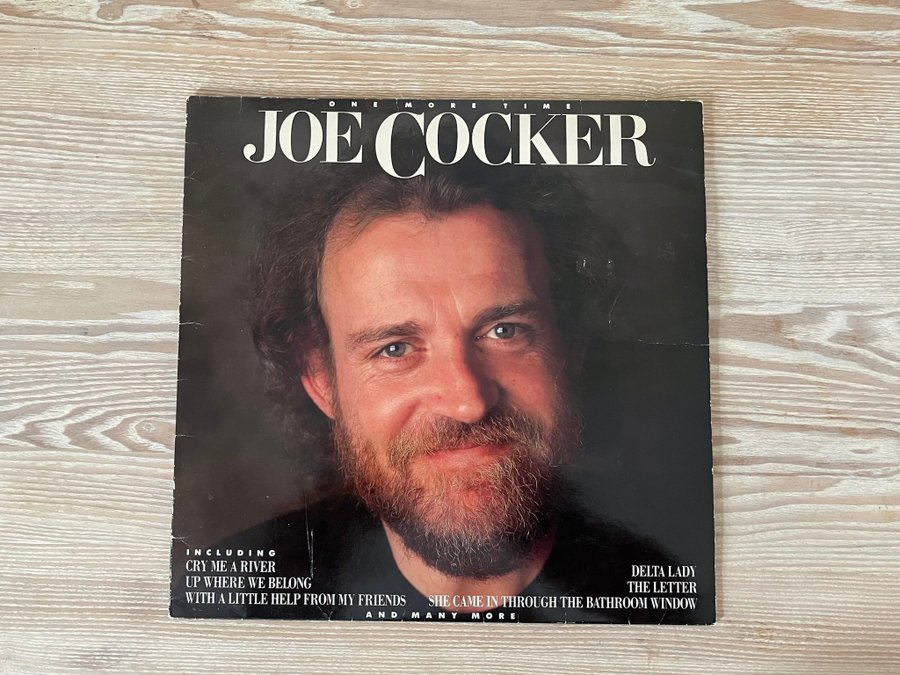 ONE MORE TIME
JOE COCKER
INCLUDING
CRY ME A RIVER
UP WHERE WE BELONG
WITH A LITTLE HELP FROM MY FRIENDS
DELTA LADY
THE LETTER
SHE CAME IN THROUGH THE BATHROOM WINDOW
AND MANY MORE